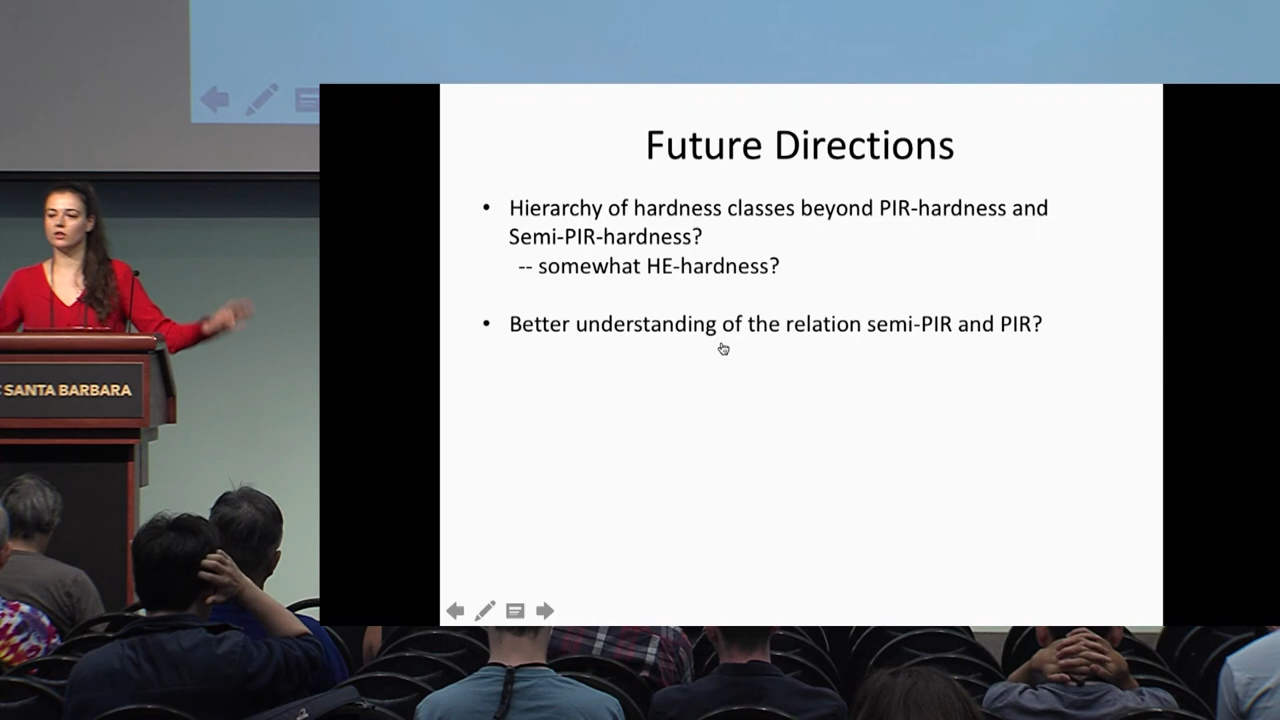 Future Directions
• Hierarchy of hardness classes beyond PIR-hardness and
Semi-PIR-hardness?
-- somewhat HE-hardness?
• Better understanding of the relation semi-PIR and PIR?
SANTA BARBARA